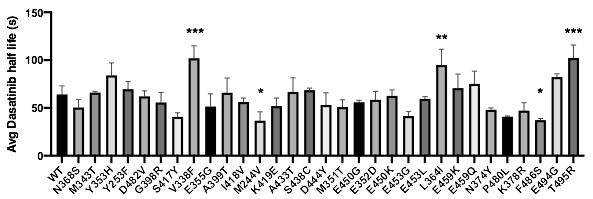 Avg Dasatinib half life (s)
150
100
50
0
***
*
**
*
***
WT
N368S
M343T
Y353H
Y253F
D482V
G398R
S417Y
V338F
E355G
A399T
I418V
M244V
K419E
A433T
S438C
D444Y
M351T
E450G
E352D
E450K
E453G
E453L
L364I
E459K
E459Q
N374Y
P480L
K378R
F486S
E494G
T495R